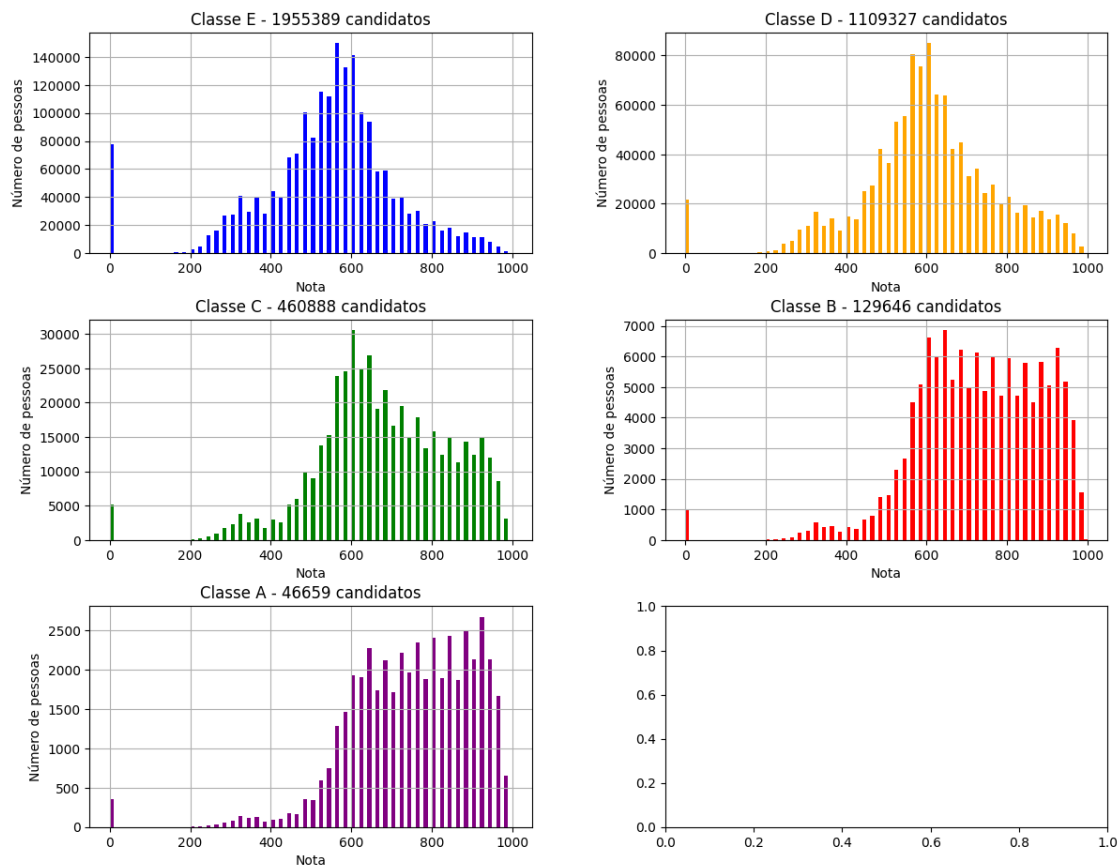 Classe E - 1955389 candidatos
140000
120000
100000
80000
60000
40000
20000
0
Número de pessoas
0 200 400 600 800 1000
Nota
Classe D - 1109327 candidatos
80000
60000
40000
20000
0
Número de pessoas
0 200 400 600 800 1000
Nota
Classe C - 460888 candidatos
30000
25000
20000
15000
10000
5000
0
Número de pessoas
0 200 400 600 800 1000
Nota
Classe B - 129646 candidatos
7000
6000
5000
4000
3000
2000
1000
0
Número de pessoas
0 200 400 600 800 1000
Nota
Classe A - 46659 candidatos
2500
2000
1500
1000
500
0
Número de pessoas
0 200 400 600 800 1000
Nota
1.0
0.8
0.6
0.4
0.2
0.0
0.0 0.2 0.4 0.6 0.8 1.0